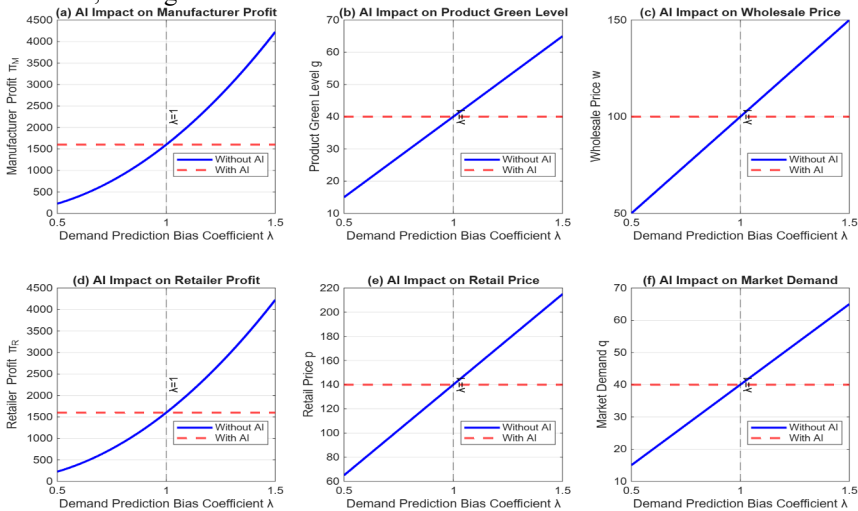 (a) AI Impact on Manufacturer Profit
4500
4000
3500
3000
2500
2000
1500
1000
500
0
Manufacturer Profit π_M
λ=1
Without AI
With AI
0.5
1
1.5
Demand Prediction Bias Coefficient λ
(b) AI Impact on Product Green Level
70
60
50
40
30
20
10
Product Green Level g
λ=1
Without AI
With AI
0.5
1
1.5
Demand Prediction Bias Coefficient λ
(c) AI Impact on Wholesale Price
150
100
50
Wholesale Price w
λ=1
Without AI
With AI
0.5
1
1.5
Demand Prediction Bias Coefficient λ
(d) AI Impact on Retailer Profit
4500
4000
3500
3000
2500
2000
1500
1000
500
0
Retailer Profit π_R
λ=1
Without AI
With AI
0.5
1
1.5
Demand Prediction Bias Coefficient λ
(e) AI Impact on Retail Price
220
200
180
160
140
120
100
80
60
Retail Price p
λ=1
Without AI
With AI
0.5
1
1.5
Demand Prediction Bias Coefficient λ
(f) AI Impact on Market Demand
70
60
50
40
30
20
10
Market Demand q
λ=1
Without AI
With AI
0.5
1
1.5
Demand Prediction Bias Coefficient λ